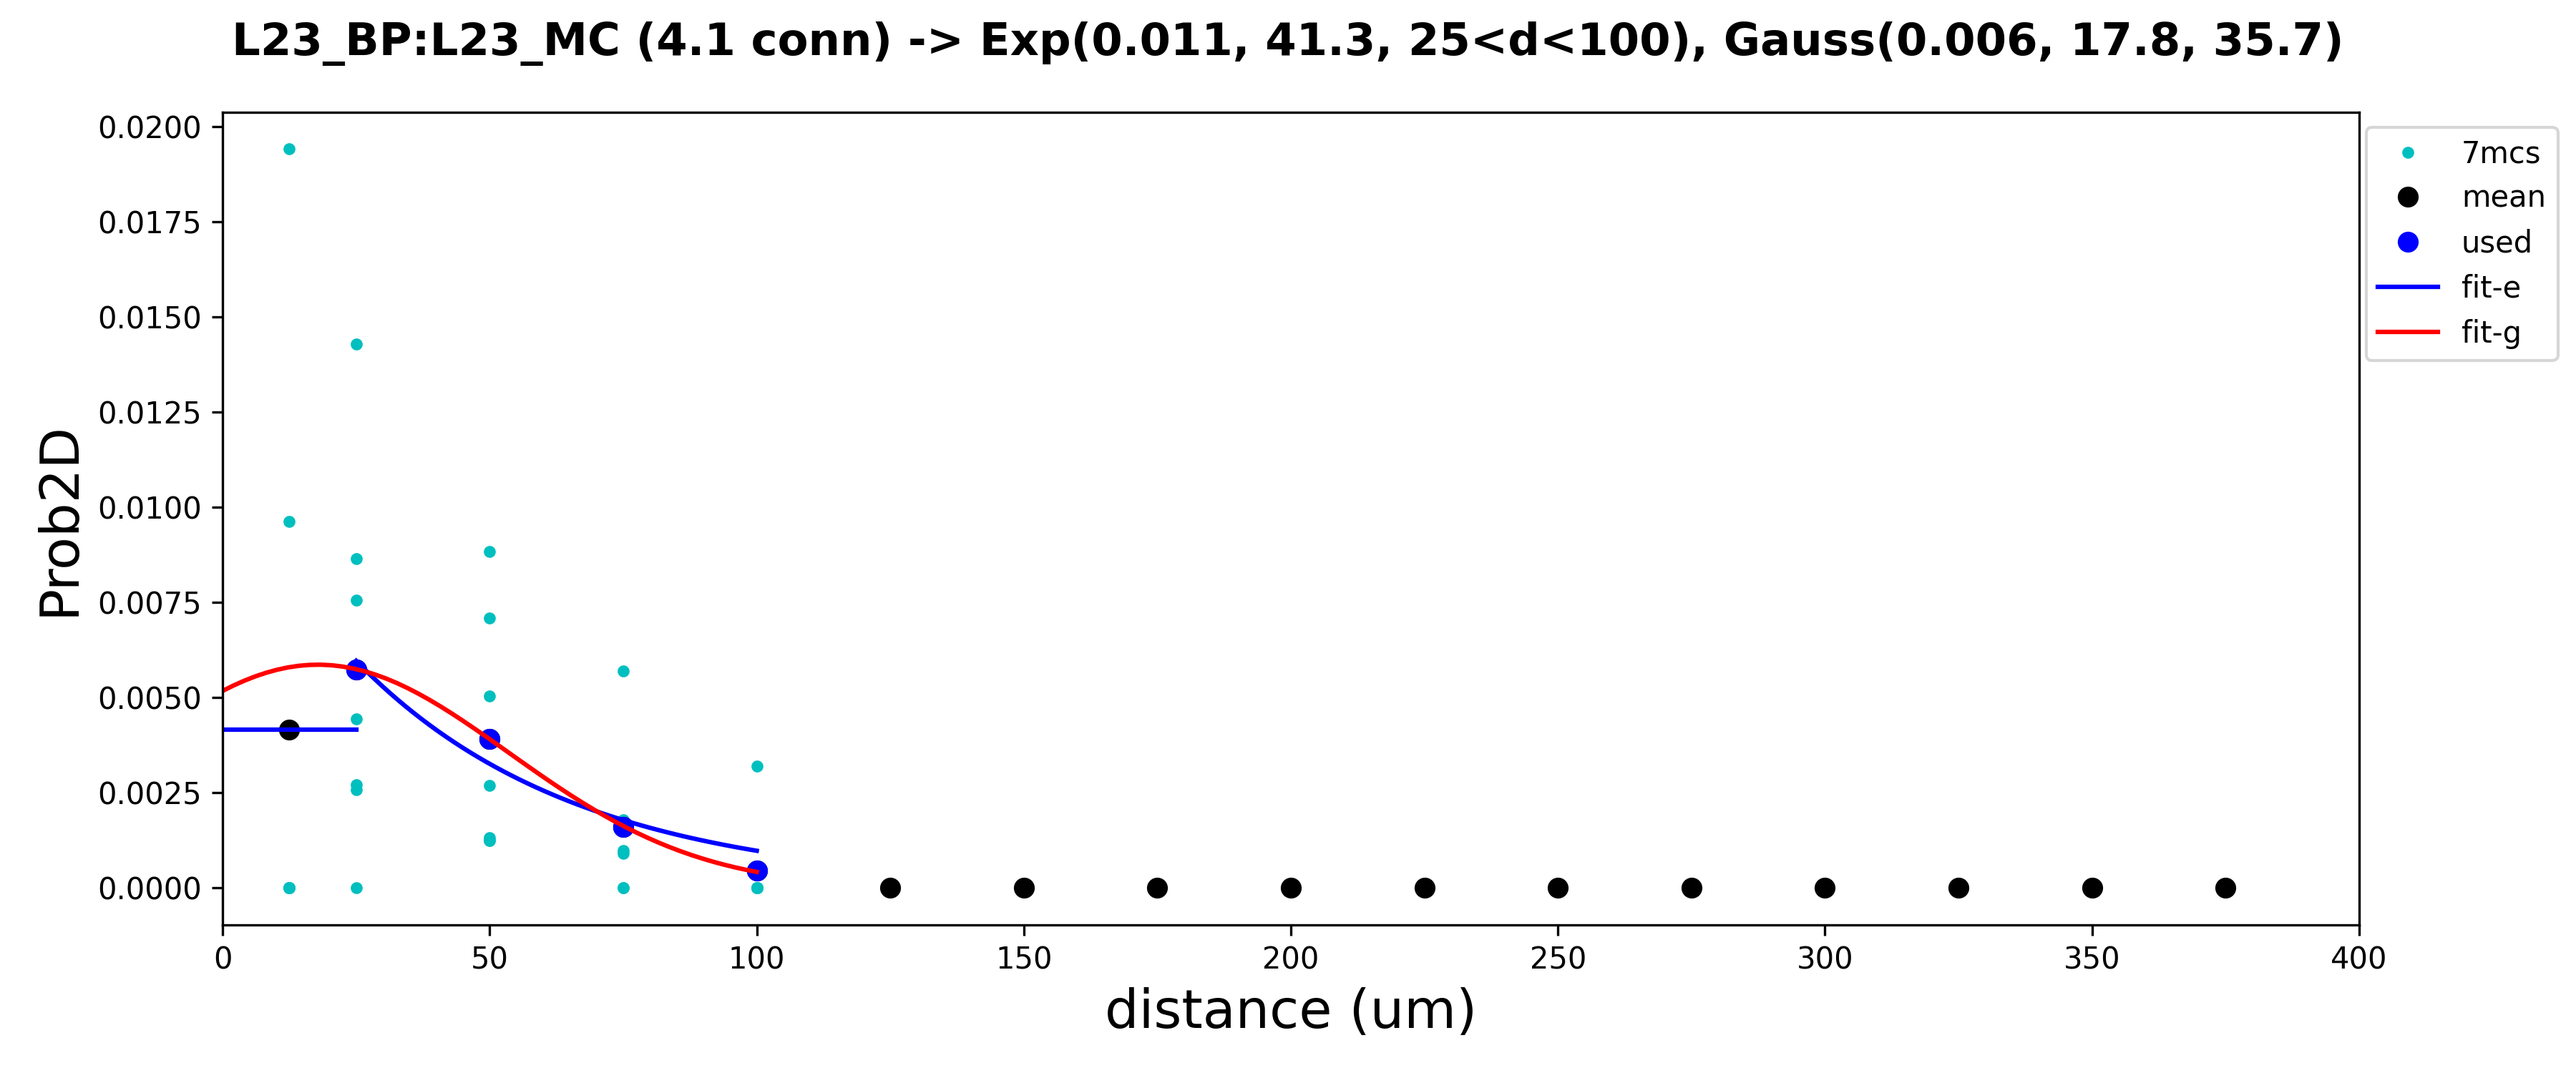 L23_BP:L23_MC (4.1 conn) -> Exp(0.011, 41.3, 25<d<100), Gauss(0.006, 17.8, 35.7)
0.0200
0.0175
0.0150
0.0125
0.0100
0.0075
0.0050
0.0025
0.0000
Prob2D
0 50 100 150 200 250 300 350 400
distance (um)
7mcs
mean
used
fit-e
fit-g